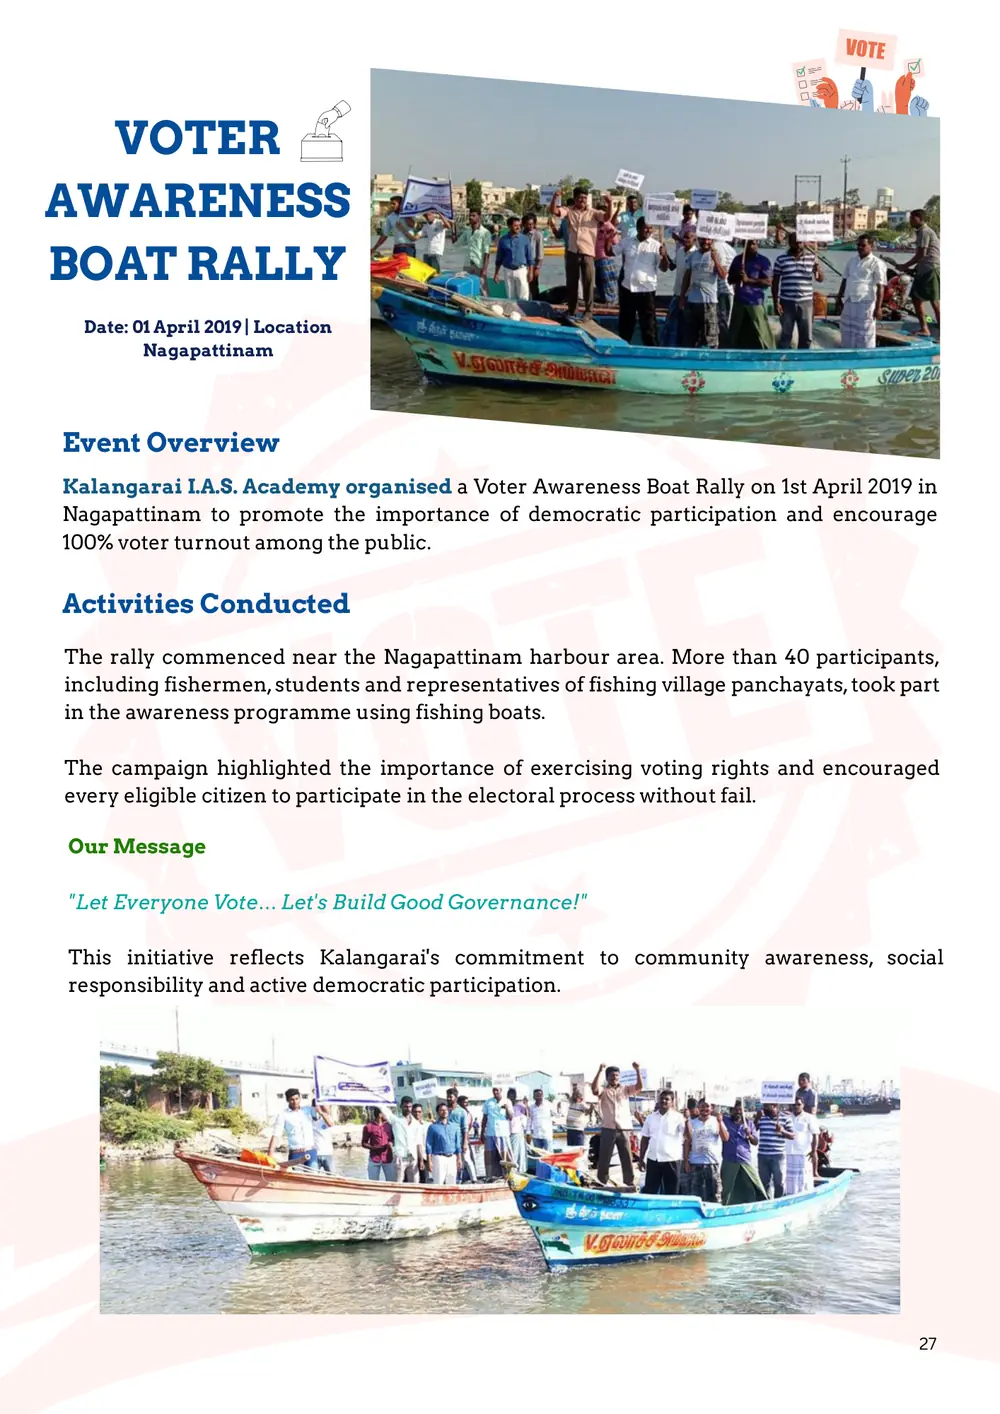 VOTE
VOTER
AWARENESS
BOAT RALLY
Date: 01 April 2019 | Location
Nagapattinam
V.ஏலாச்சி அம்மாள்
Super 20
Event Overview
Kalangarai I.A.S. Academy organised a Voter Awareness Boat Rally on 1st April 2019 in
Nagapattinam to promote the importance of democratic participation and encourage
100% voter turnout among the public.
Activities Conducted
The rally commenced near the Nagapattinam harbour area. More than 40 participants,
including fishermen, students and representatives of fishing village panchayats, took part
in the awareness programme using fishing boats.
The campaign highlighted the importance of exercising voting rights and encouraged
every eligible citizen to participate in the electoral process without fail.
Our Message
"Let Everyone Vote... Let's Build Good Governance!"
This initiative reflects Kalangarai's commitment to community awareness, social
responsibility and active democratic participation.
V.ஏலாச்சி அம்மாள்
27